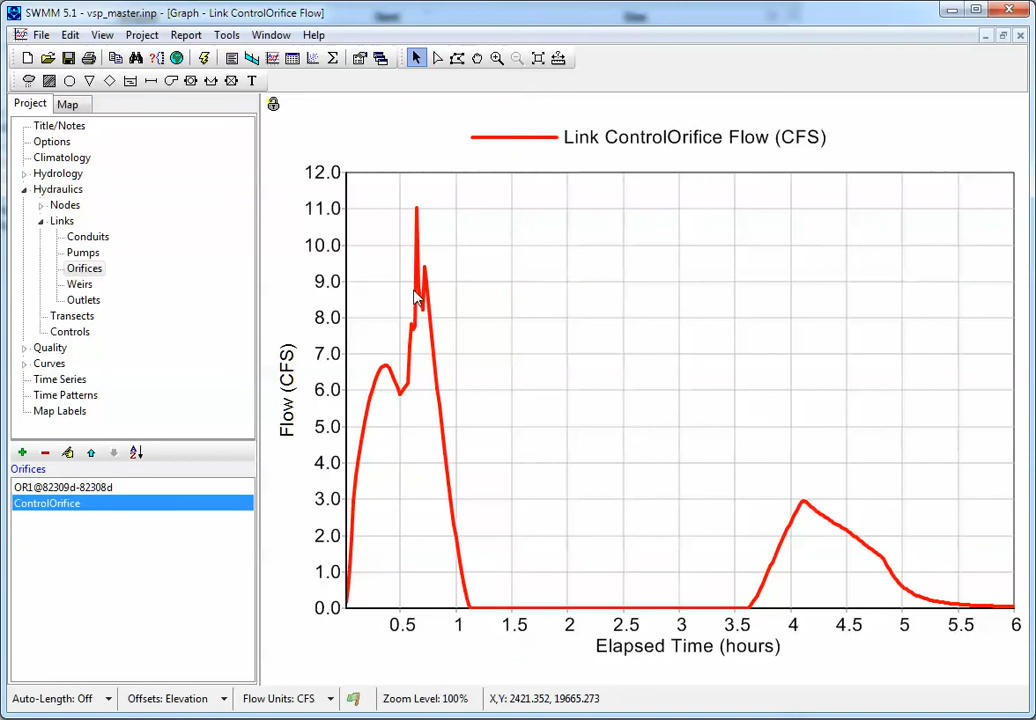 SWMM 5.1 - vsp_master.inp - [Graph - Link ControlOrifice Flow]
File Edit View Project Report Tools Window Help
Project Map
Title/Notes
Options
Climatology
Hydrology
Hydraulics
Nodes
Links
Conduits
Pumps
Orifices
Weirs
Outlets
Transects
Controls
Quality
Curves
Time Series
Time Patterns
Map Labels
Orifices
OR1@82309d-82308d
ControlOrifice
Link ControlOrifice Flow (CFS)
12.0
11.0
10.0
9.0
8.0
7.0
6.0
5.0
4.0
3.0
2.0
1.0
0.0
Flow (CFS)
0.5 1 1.5 2 2.5 3 3.5 4 4.5 5 5.5 6
Elapsed Time (hours)
Auto-Length: Off Offsets: Elevation Flow Units: CFS Zoom Level: 100% X,Y: 2421.352, 19665.273